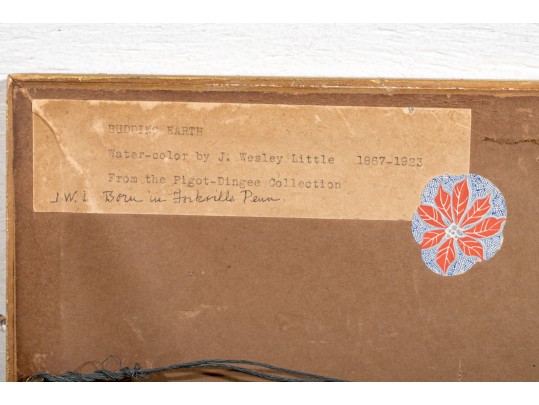 BUDDING EARTH
Water-color by J. Wesley Little 1867-1923
From the Pigot-Dingee Collection
J.W.L Born in Forksville Penn.